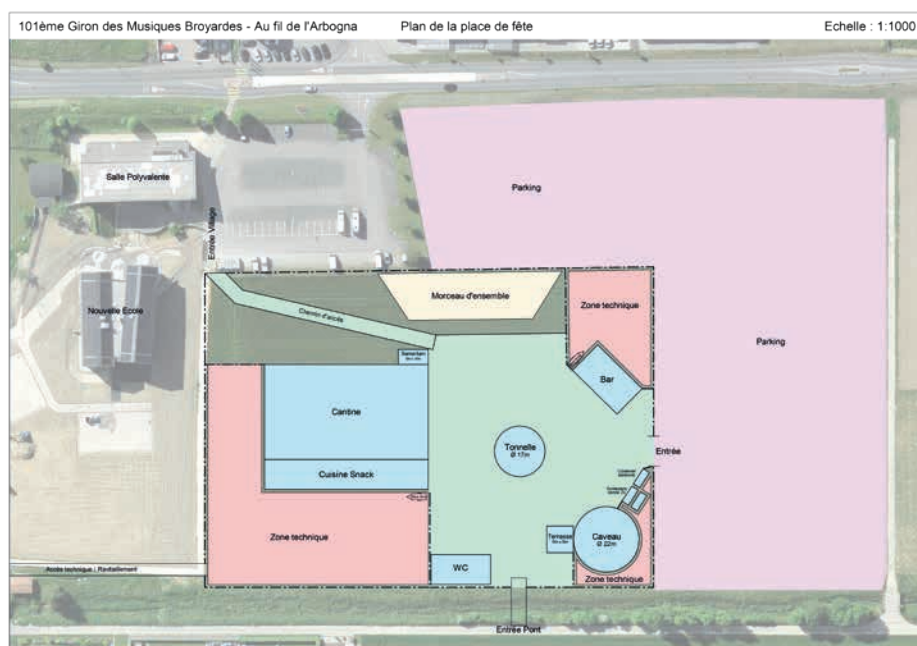 101ème Giron des Musiques Broyardes - Au fil de l'Arbogna
Plan de la place de fête
Echelle : 1:1000
Salle Polyvalente
Entrée Village
Parking
Nouvelle Ecole
Morceau d'ensemble
Zone technique
Chemin d'accès
Samaritain
Bar
Parking
Cantine
Tonnelle
Ø 17m
Entrée
Cuisine Snack
Zone technique
Terrasse
Caveau
Ø 22m
WC
Accès technique / Ravitaillement
Zone technique
Entrée Pont